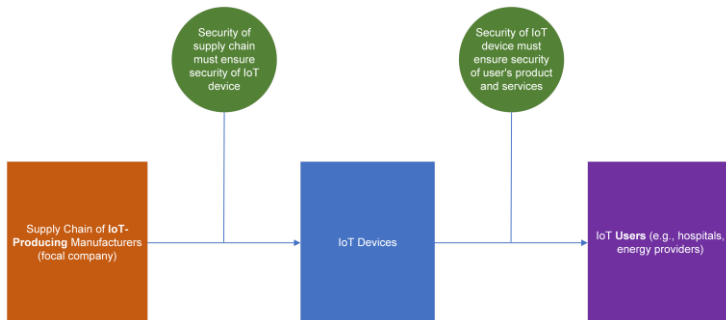 Security of
supply chain
must ensure
security of IoT
device
Security of IoT
device must
ensure security
of user's product
and services
Supply Chain of IoT-
Producing Manufacturers
(focal company)
IoT Devices
IoT Users (e.g., hospitals,
energy providers)